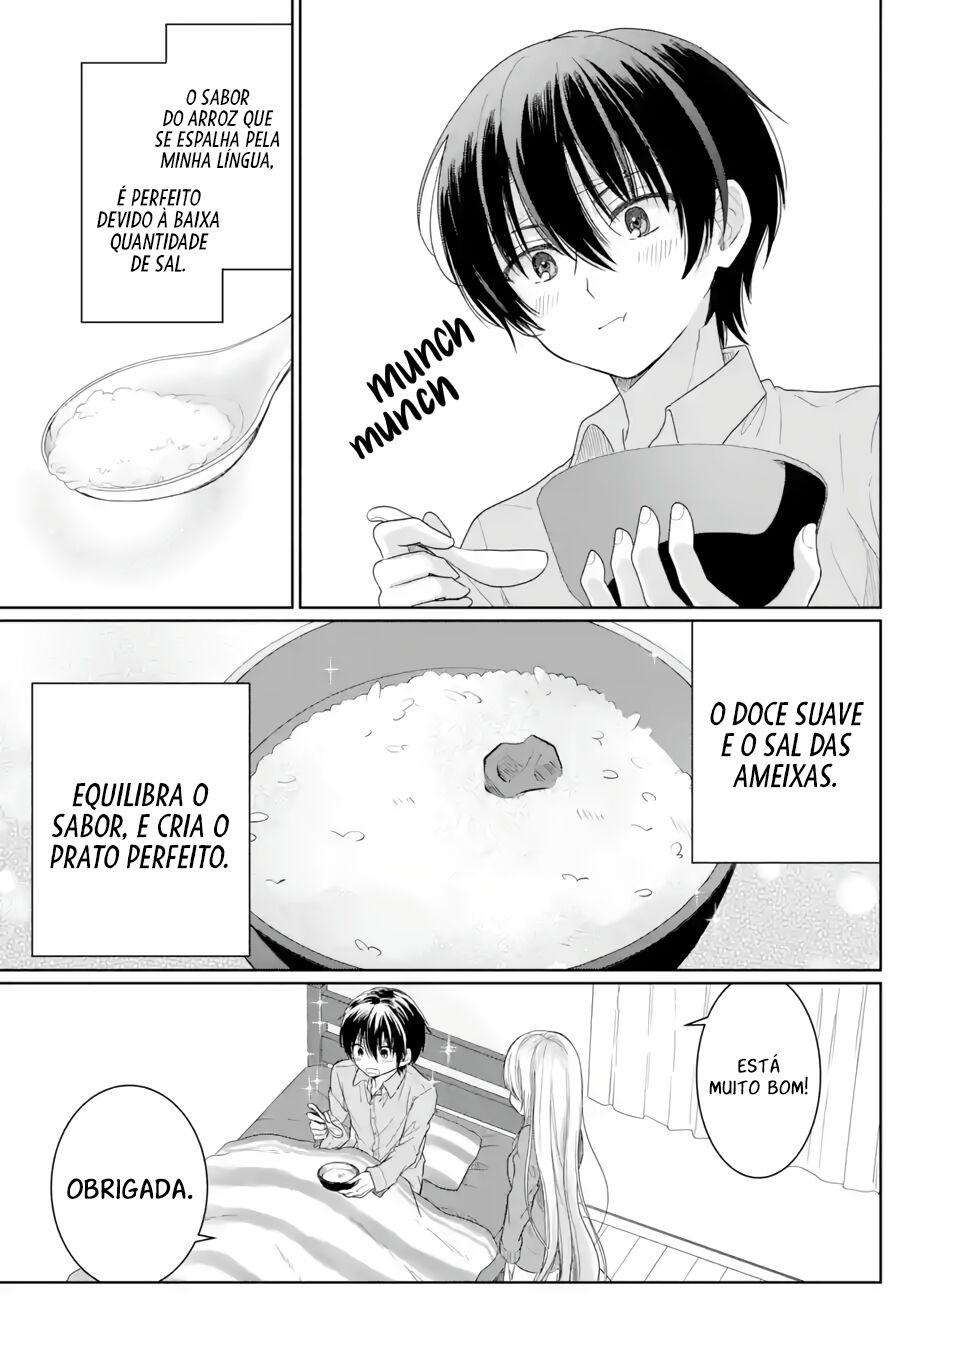 munch
munch
O SABOR
DO ARROZ QUE
SE ESPALHA PELA
MINHA LÍNGUA,
É PERFEITO
DEVIDO À BAIXA
QUANTIDADE
DE SAL.
O DOCE SUAVE
E O SAL DAS
AMEIXAS.
EQUILIBRA O
SABOR, E CRIA O
PRATO PERFEITO.
ESTÁ
MUITO BOM!
OBRIGADA.